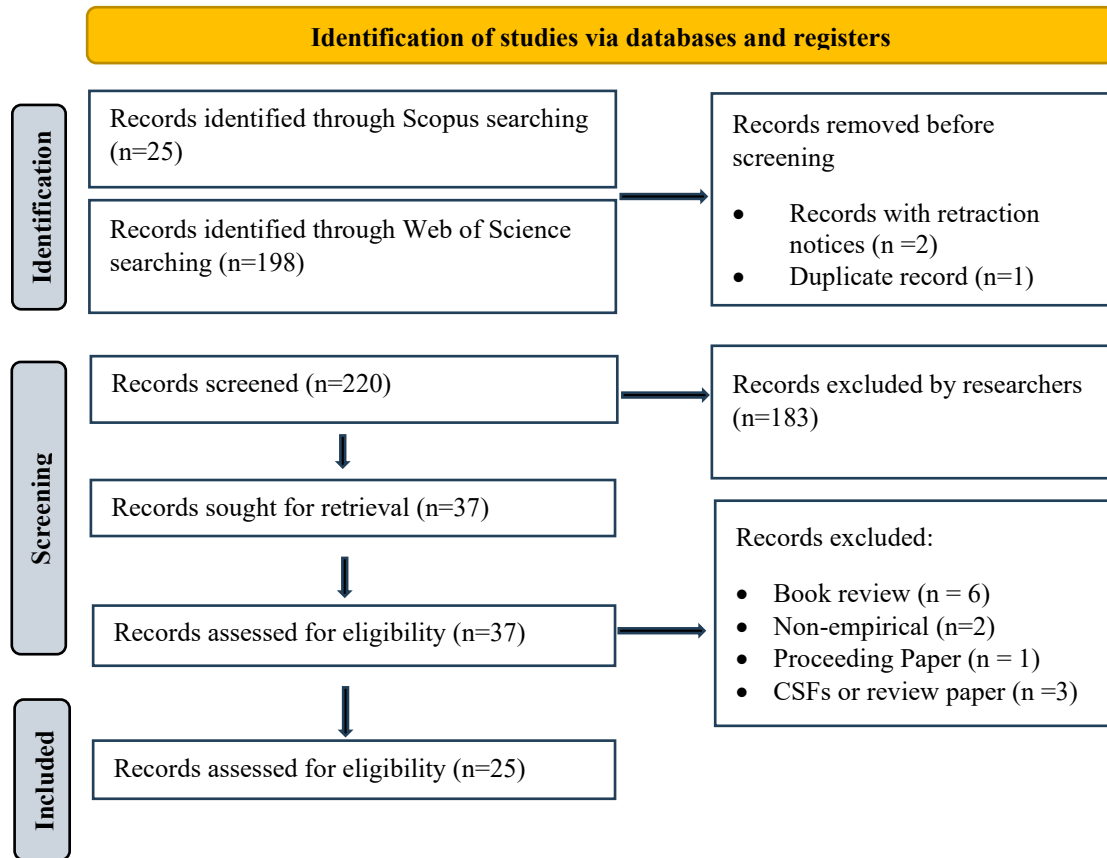 Identification of studies via databases and registers
Identification
Records identified through Scopus searching
(n=25)
Records identified through Web of Science
searching (n=198)
Records removed before
screening
• Records with retraction
notices (n =2)
• Duplicate record (n=1)
Screening
Records screened (n=220)
Records excluded by researchers
(n=183)
Records sought for retrieval (n=37)
Records assessed for eligibility (n=37)
Records excluded:
• Book review (n = 6)
• Non-empirical (n=2)
• Proceeding Paper (n = 1)
• CSFs or review paper (n =3)
Included
Records assessed for eligibility (n=25)